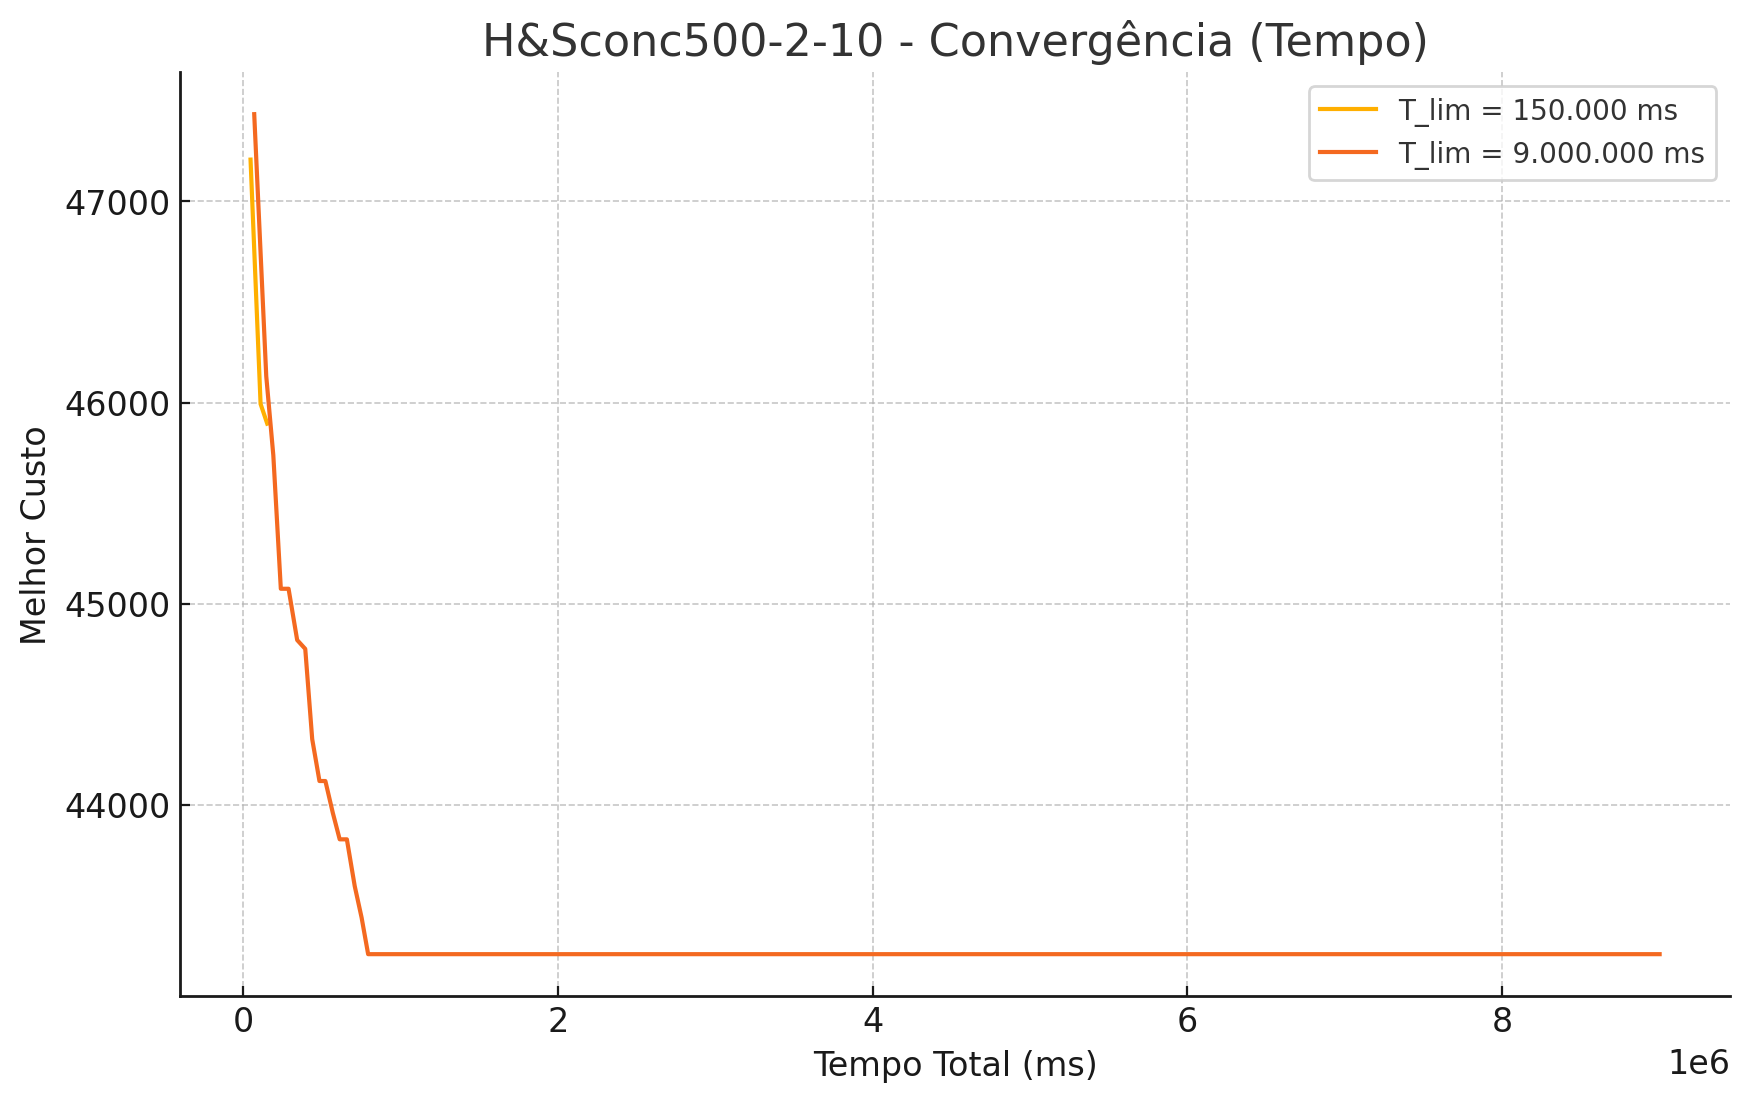 H&Sconc500-2-10 - Convergência (Tempo)
T_lim = 150.000 ms
T_lim = 9.000.000 ms
Melhor Custo
47000
46000
45000
44000
0 2 4 6 8
1e6
Tempo Total (ms)